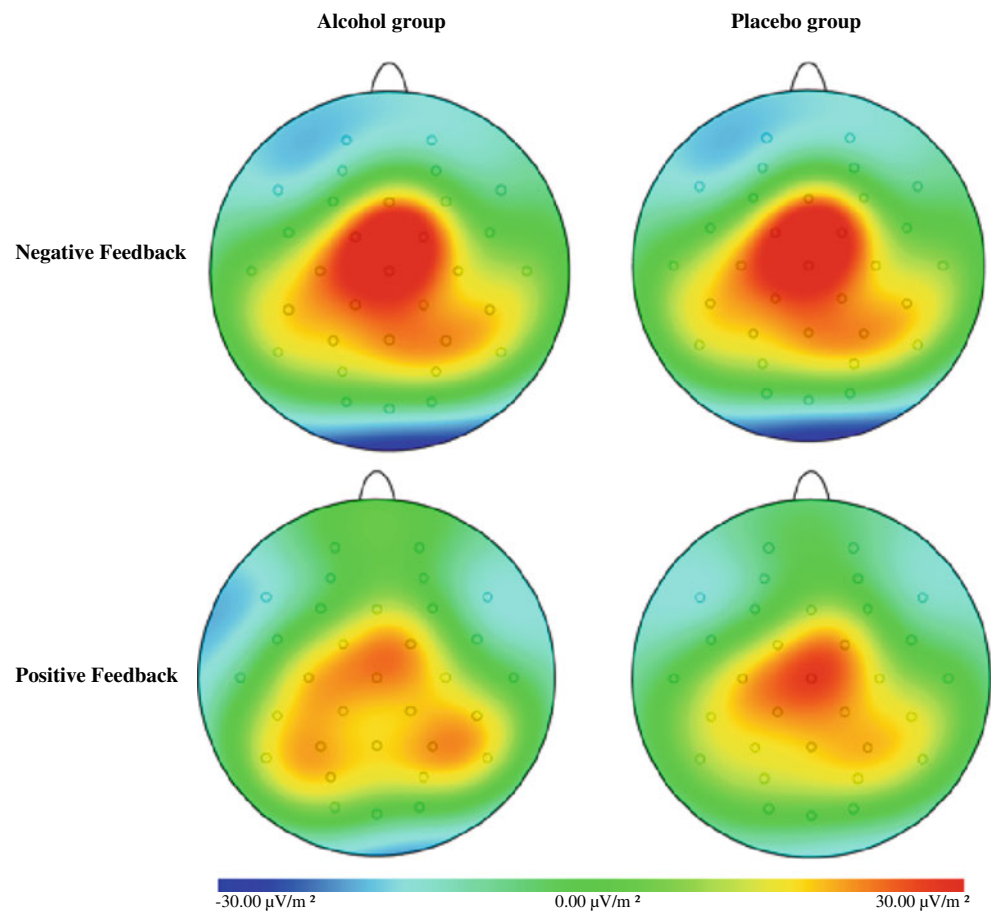 Alcohol group
Placebo group
Negative Feedback
Positive Feedback
-30.00 µV/m ²
0.00 µV/m ²
30.00 µV/m ²